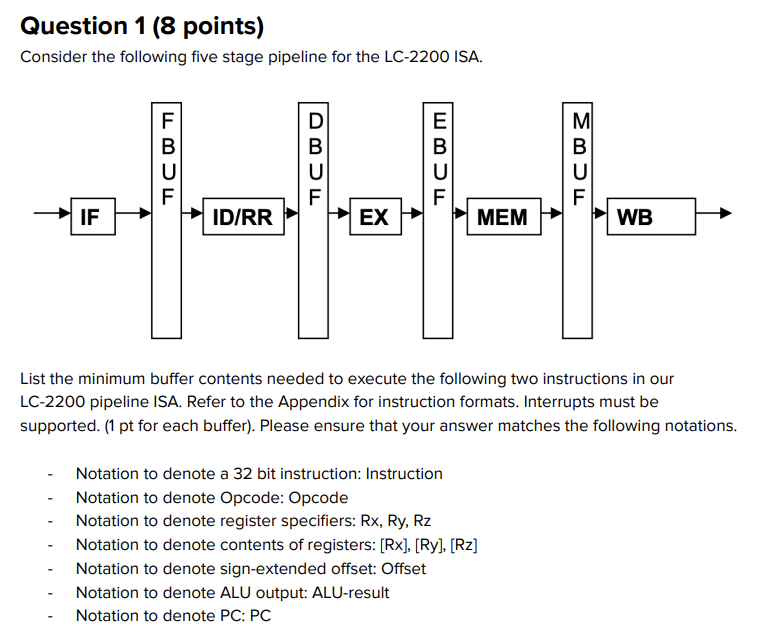 Question 1 (8 points)
Consider the following five stage pipeline for the LC-2200 ISA.
FBUF
DBUF
EBUF
MBUF
IF
ID/RR
EX
MEM
WB
List the minimum buffer contents needed to execute the following two instructions in our
LC-2200 pipeline ISA. Refer to the Appendix for instruction formats. Interrupts must be
supported. (1 pt for each buffer). Please ensure that your answer matches the following notations.
- Notation to denote a 32 bit instruction: Instruction
- Notation to denote Opcode: Opcode
- Notation to denote register specifiers: Rx, Ry, Rz
- Notation to denote contents of registers: [Rx], [Ry], [Rz]
- Notation to denote sign-extended offset: Offset
- Notation to denote ALU output: ALU-result
- Notation to denote PC: PC